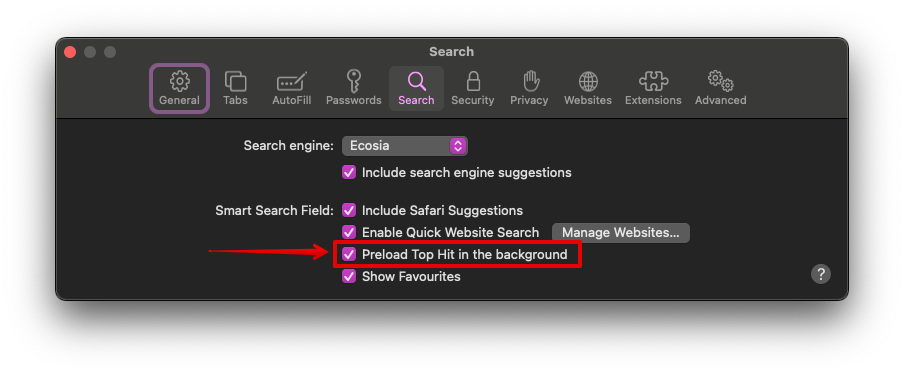 Search
General Tabs AutoFill Passwords Search Security Privacy Websites Extensions Advanced
Search engine: Ecosia
Include search engine suggestions
Smart Search Field: Include Safari Suggestions
Enable Quick Website Search Manage Websites...
Preload Top Hit in the background
Show Favourites
?